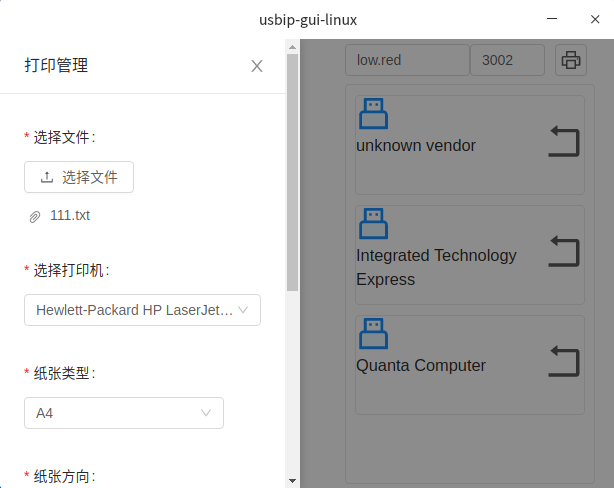 usbip-gui-linux
打印管理
* 选择文件:
选择文件
111.txt
* 选择打印机:
Hewlett-Packard HP LaserJet...
* 纸张类型:
A4
* 纸张方向:
low.red
3002
unknown vendor
Integrated Technology
Express
Quanta Computer